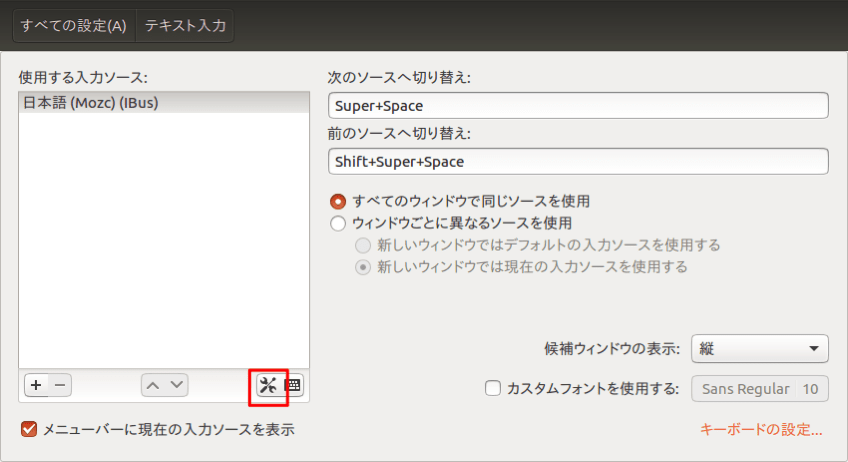 すべての設定(A) テキスト入力
使用する入力ソース:
日本語 (Mozc) (IBus)
次のソースへ切り替え:
Super+Space
前のソースへ切り替え:
Shift+Super+Space
すべてのウィンドウで同じソースを使用
ウィンドウごとに異なるソースを使用
新しいウィンドウではデフォルトの入力ソースを使用する
新しいウィンドウでは現在の入力ソースを使用する
候補ウィンドウの表示: 縦
カスタムフォントを使用する: Sans Regular 10
メニューバーに現在の入力ソースを表示
キーボードの設定...